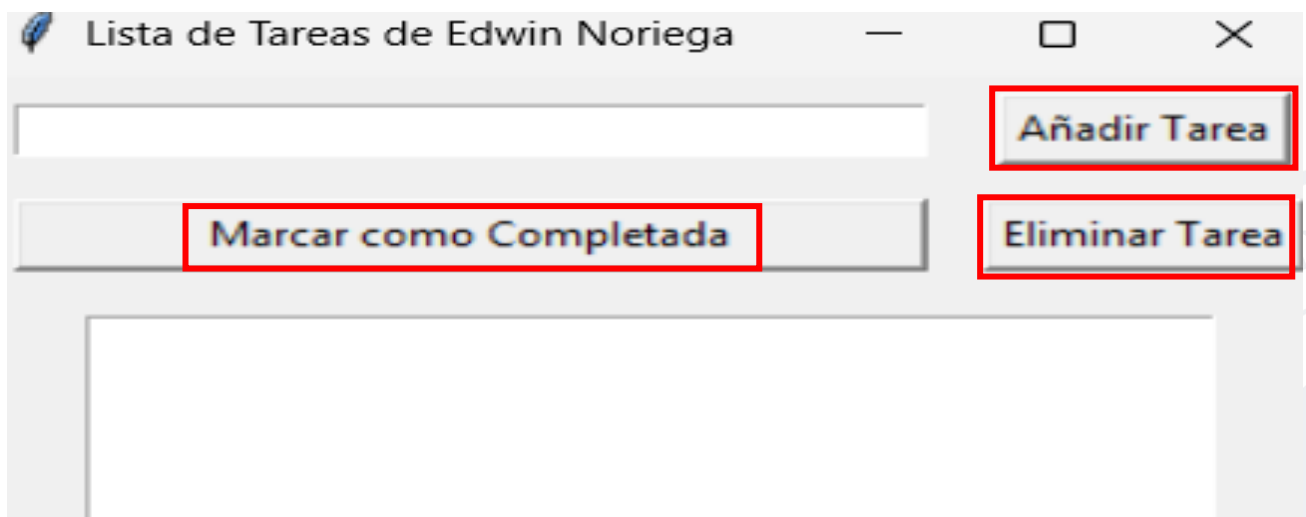 Lista de Tareas de Edwin Noriega
Añadir Tarea
Marcar como Completada
Eliminar Tarea